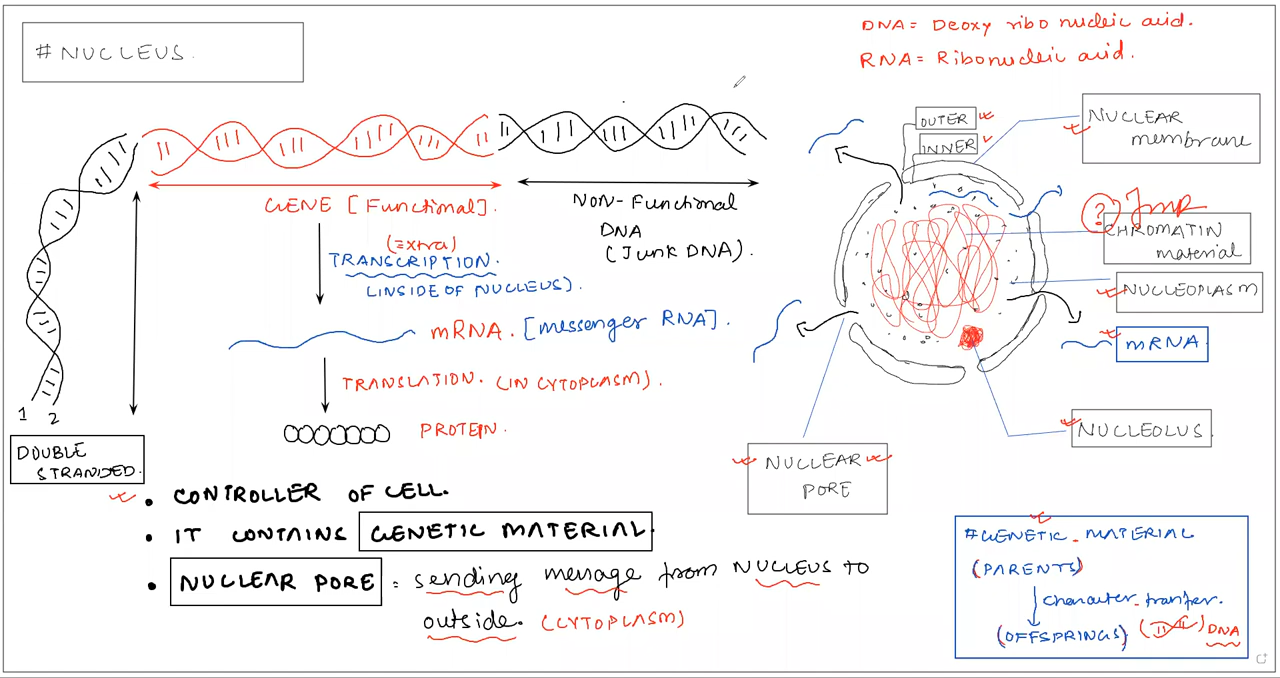 # NUCLEUS.
DNA = Deoxy ribo nucleic acid.
RNA = Ribonucleic acid.
OUTER
INNER
NUCLEAR
membrane
GENE [Functional].
NON-Functional
DNA
(Junk DNA).
(Extra)
TRANSCRIPTION.
(INSIDE OF NUCLEUS).
mRNA. [messenger RNA].
TRANSLATION. (IN CYTOPLASM).
PROTEIN.
1 2
DOUBLE
STRANDED.
? Imp
CHROMATIN
material
NUCLEOPLASM
mRNA.
NUCLEOLUS.
NUCLEAR
PORE
• CONTROLLER OF CELL.
• IT CONTAINS GENETIC MATERIAL.
• NUCLEAR PORE = sending message from NUCLEUS TO
outside. (CYTOPLASM)
# GENETIC - MATERIAL
(PARENTS)
character transfer.
(OFFSPRINGS) ( ) DNA